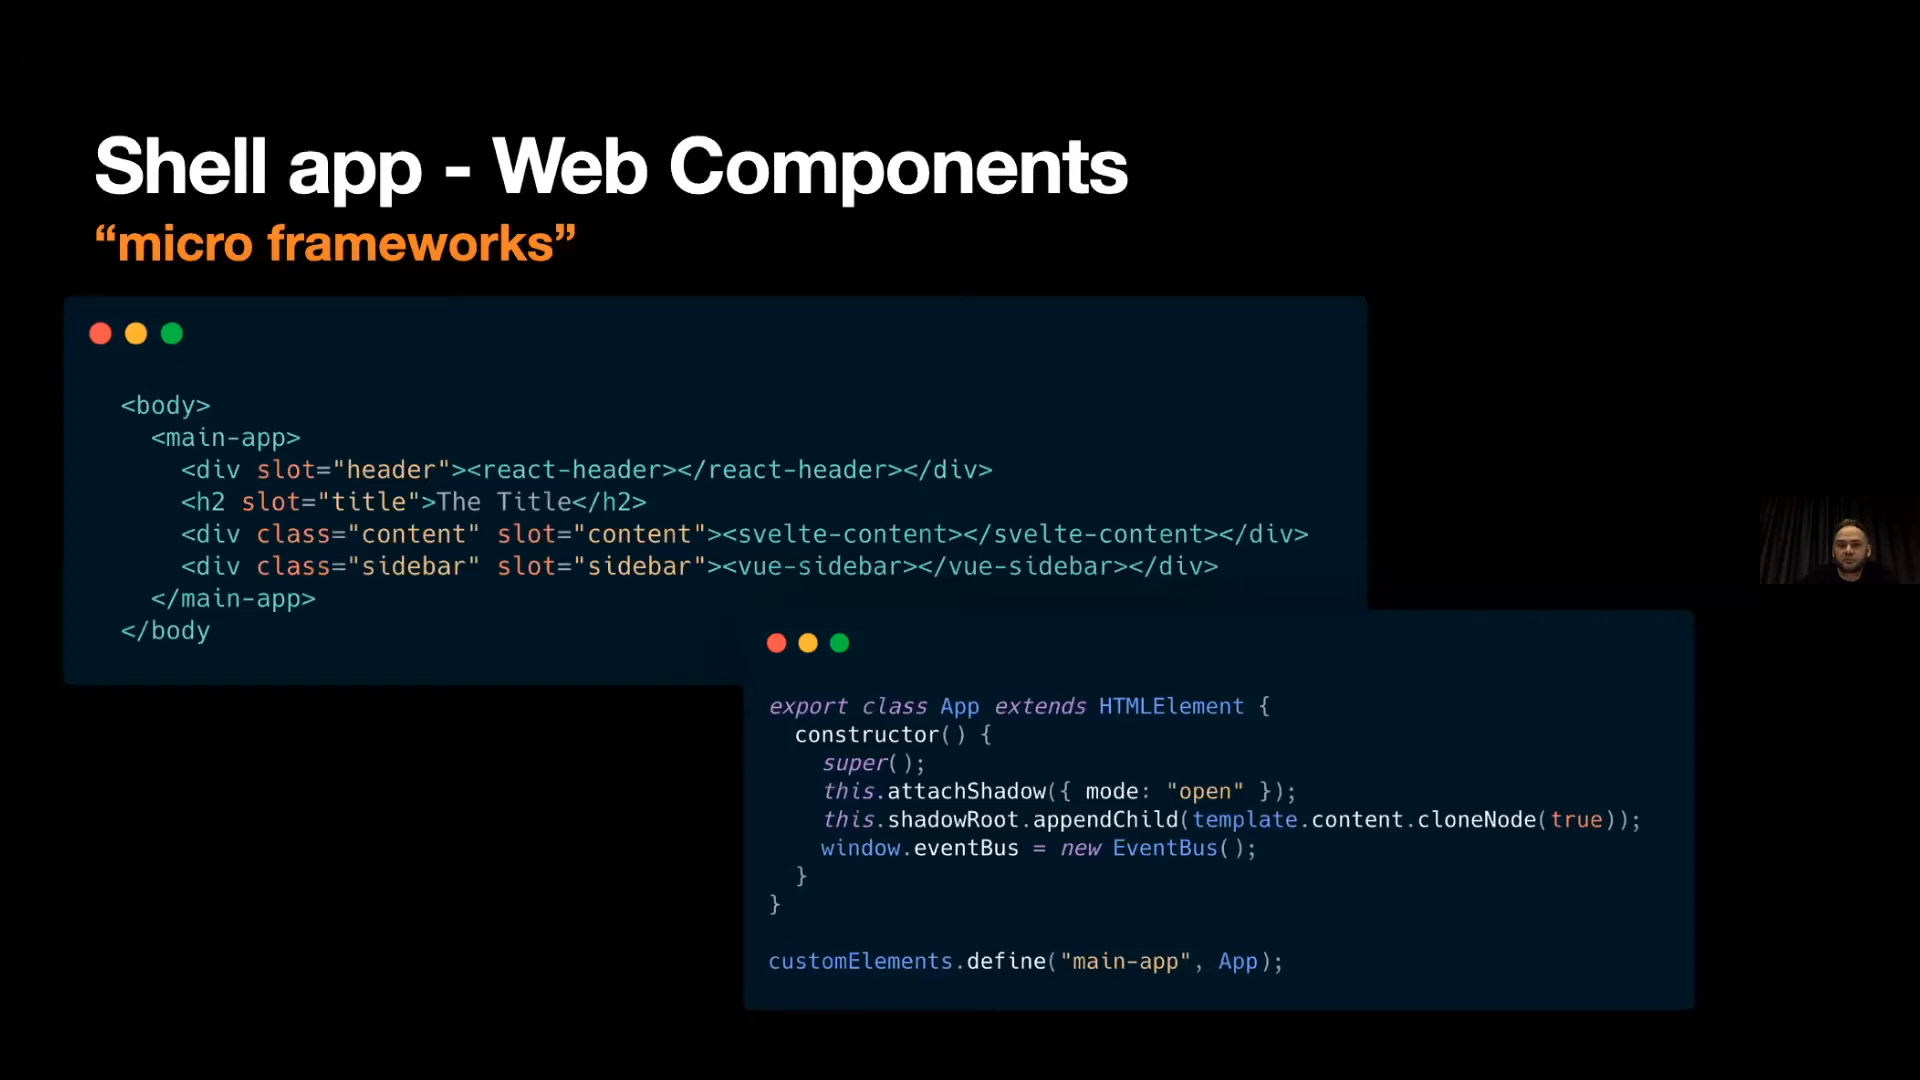 Shell app - Web Components
“micro frameworks”
<body>
<main-app>
<div slot="header"><react-header></react-header></div>
<h2 slot="title">The Title</h2>
<div class="content" slot="content"><svelte-content></svelte-content></div>
<div class="sidebar" slot="sidebar"><vue-sidebar></vue-sidebar></div>
</main-app>
</body
export class App extends HTMLElement {
constructor() {
super();
this.attachShadow({ mode: "open" });
this.shadowRoot.appendChild(template.content.cloneNode(true));
window.eventBus = new EventBus();
}
}
customElements.define("main-app", App);